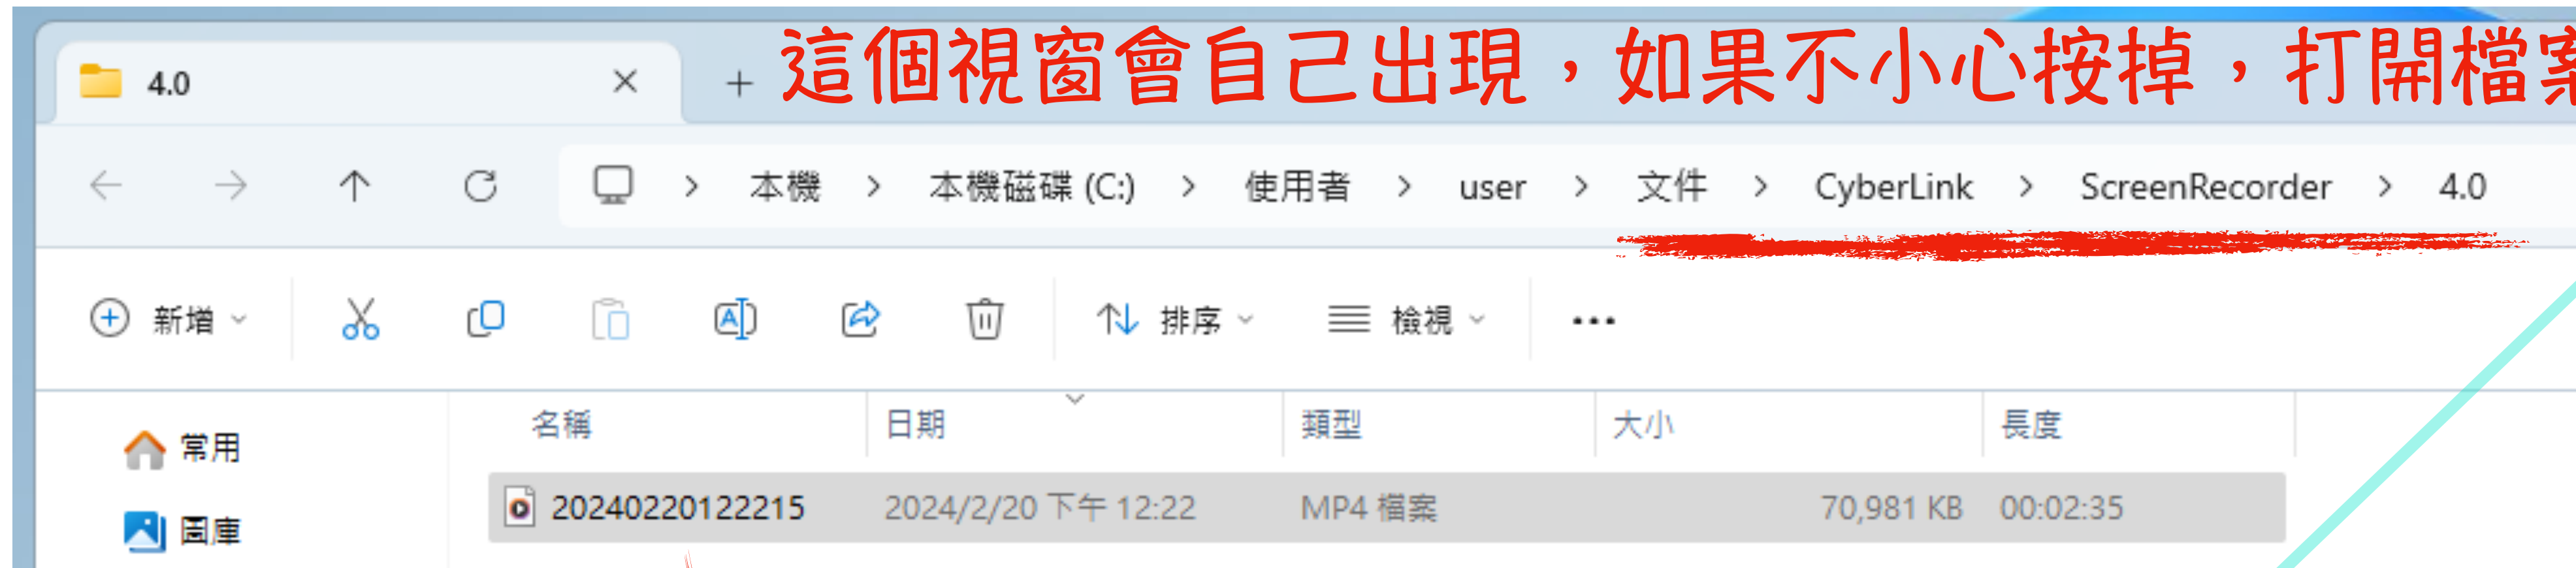 這個視窗會自己出現，如果不小心按掉，打開檔案
4.0
本機 > 本機磁碟 (C:) > 使用者 > user > 文件 > CyberLink > ScreenRecorder > 4.0
新增 排序 檢視
名稱 日期 類型 大小 長度
常用
20240220122215 2024/2/20 下午 12:22 MP4 檔案 70,981 KB 00:02:35
圖庫